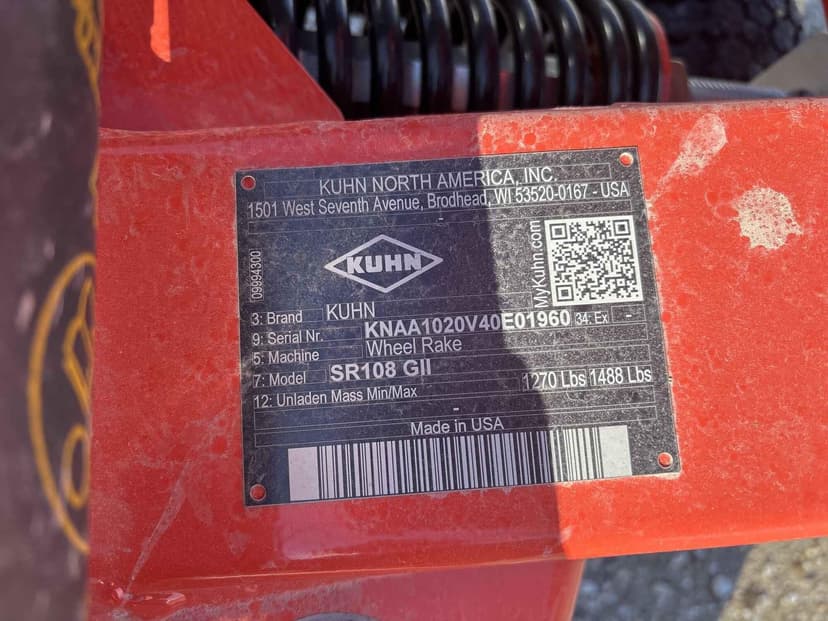 KUHN NORTH AMERICA, INC.
1501 West Seventh Avenue, Brodhead, WI 53520-0167 - USA
09994300
KUHN
MyKuhn.com
3: Brand KUHN
9: Serial Nr. KNAA1020V40E01960 34: Ex -
5: Machine Wheel Rake
7: Model SR108 GII
12: Unladen Mass Min/Max 1270 Lbs 1488 Lbs
-
Made in USA